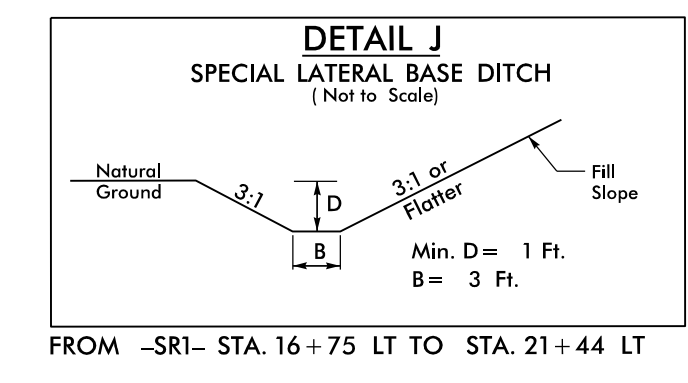 DETAIL J
SPECIAL LATERAL BASE DITCH
( Not to Scale)
Natural
Ground
3:1
D
B
3:1 or
Flatter
Fill
Slope
Min. D = 1 Ft.
B = 3 Ft.
FROM -SR1- STA. 16+75 LT TO STA. 21+44 LT